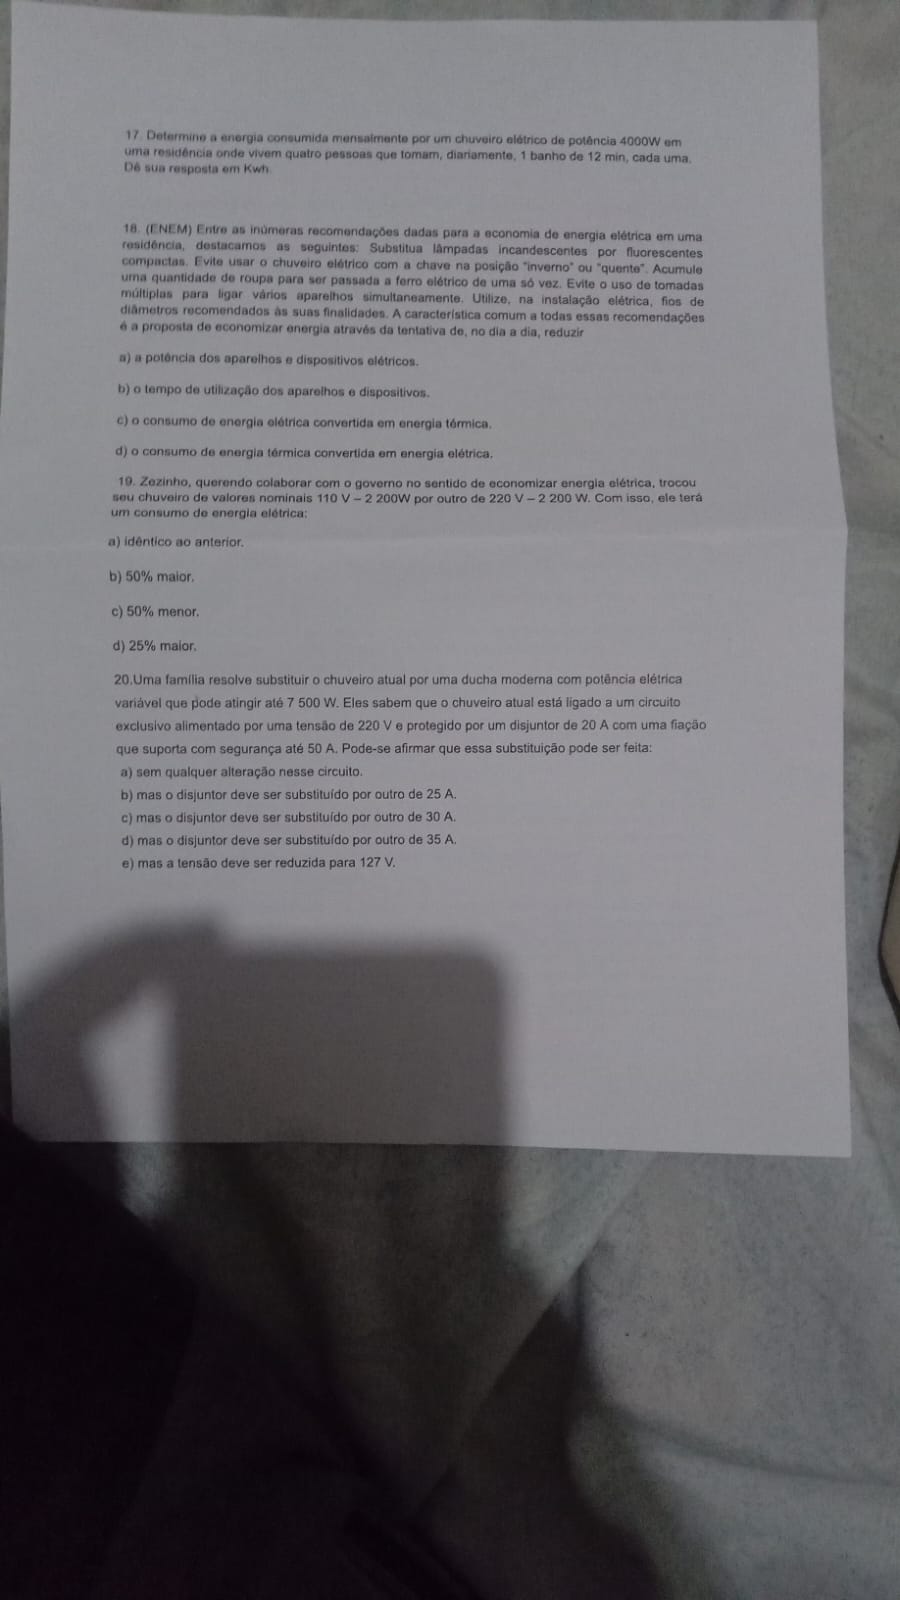 17. Determine a energia consumida mensalmente por um chuveiro elétrico de potência 4000W em
uma residência onde vivem quatro pessoas que tomam, diariamente, 1 banho de 12 min, cada uma.
Dê sua resposta em Kwh
18. (ENEM) Entre as inúmeras recomendações dadas para a economia de energia elétrica em uma
residência, destacamos as seguintes: Substitua lâmpadas incandescentes por fluorescentes
compactas. Evite usar o chuveiro elétrico com a chave na posição "inverno" ou "quente". Acumule
uma quantidade de roupa para ser passada a ferro elétrico de uma só vez. Evite o uso de tomadas
múltiplas para ligar vários aparelhos simultaneamente. Utilize, na instalação elétrica, fios de
diâmetros recomendados às suas finalidades. A característica comum a todas essas recomendações
é a proposta de economizar energia através da tentativa de, no dia a dia, reduzir
a) a potência dos aparelhos e dispositivos elétricos.
b) o tempo de utilização dos aparelhos e dispositivos.
c) o consumo de energia elétrica convertida em energia térmica.
d) o consumo de energia térmica convertida em energia elétrica.
19. Zezinho, querendo colaborar com o governo no sentido de economizar energia elétrica, trocou
seu chuveiro de valores nominais 110 V – 2 200W por outro de 220 V – 2 200 W. Com isso, ele terá
um consumo de energia elétrica:
a) idêntico ao anterior.
b) 50% maior.
c) 50% menor.
d) 25% maior.
20.Uma família resolve substituir o chuveiro atual por uma ducha moderna com potência elétrica
variável que pode atingir até 7 500 W. Eles sabem que o chuveiro atual está ligado a um circuito
exclusivo alimentado por uma tensão de 220 V e protegido por um disjuntor de 20 A com uma fiação
que suporta com segurança até 50 A. Pode-se afirmar que essa substituição pode ser feita:
a) sem qualquer alteração nesse circuito.
b) mas o disjuntor deve ser substituído por outro de 25 A.
c) mas o disjuntor deve ser substituído por outro de 30 A.
d) mas o disjuntor deve ser substituído por outro de 35 A.
e) mas a tensão deve ser reduzida para 127 V.